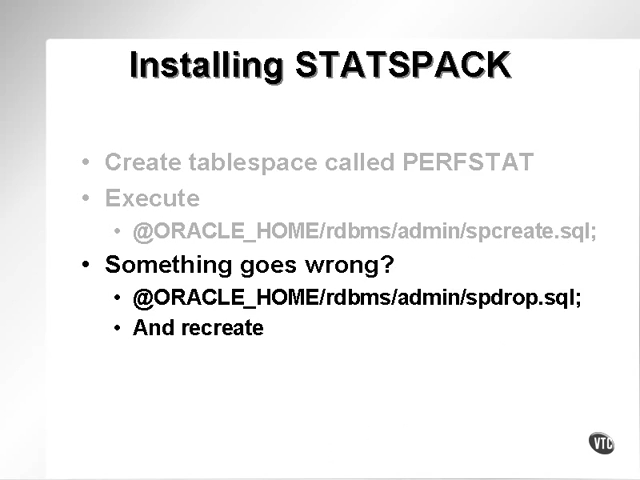 Installing STATSPACK
• Create tablespace called PERFSTAT
• Execute
• @ORACLE_HOME/rdbms/admin/spcreate.sql;
• Something goes wrong?
• @ORACLE_HOME/rdbms/admin/spdrop.sql;
• And recreate
VTC